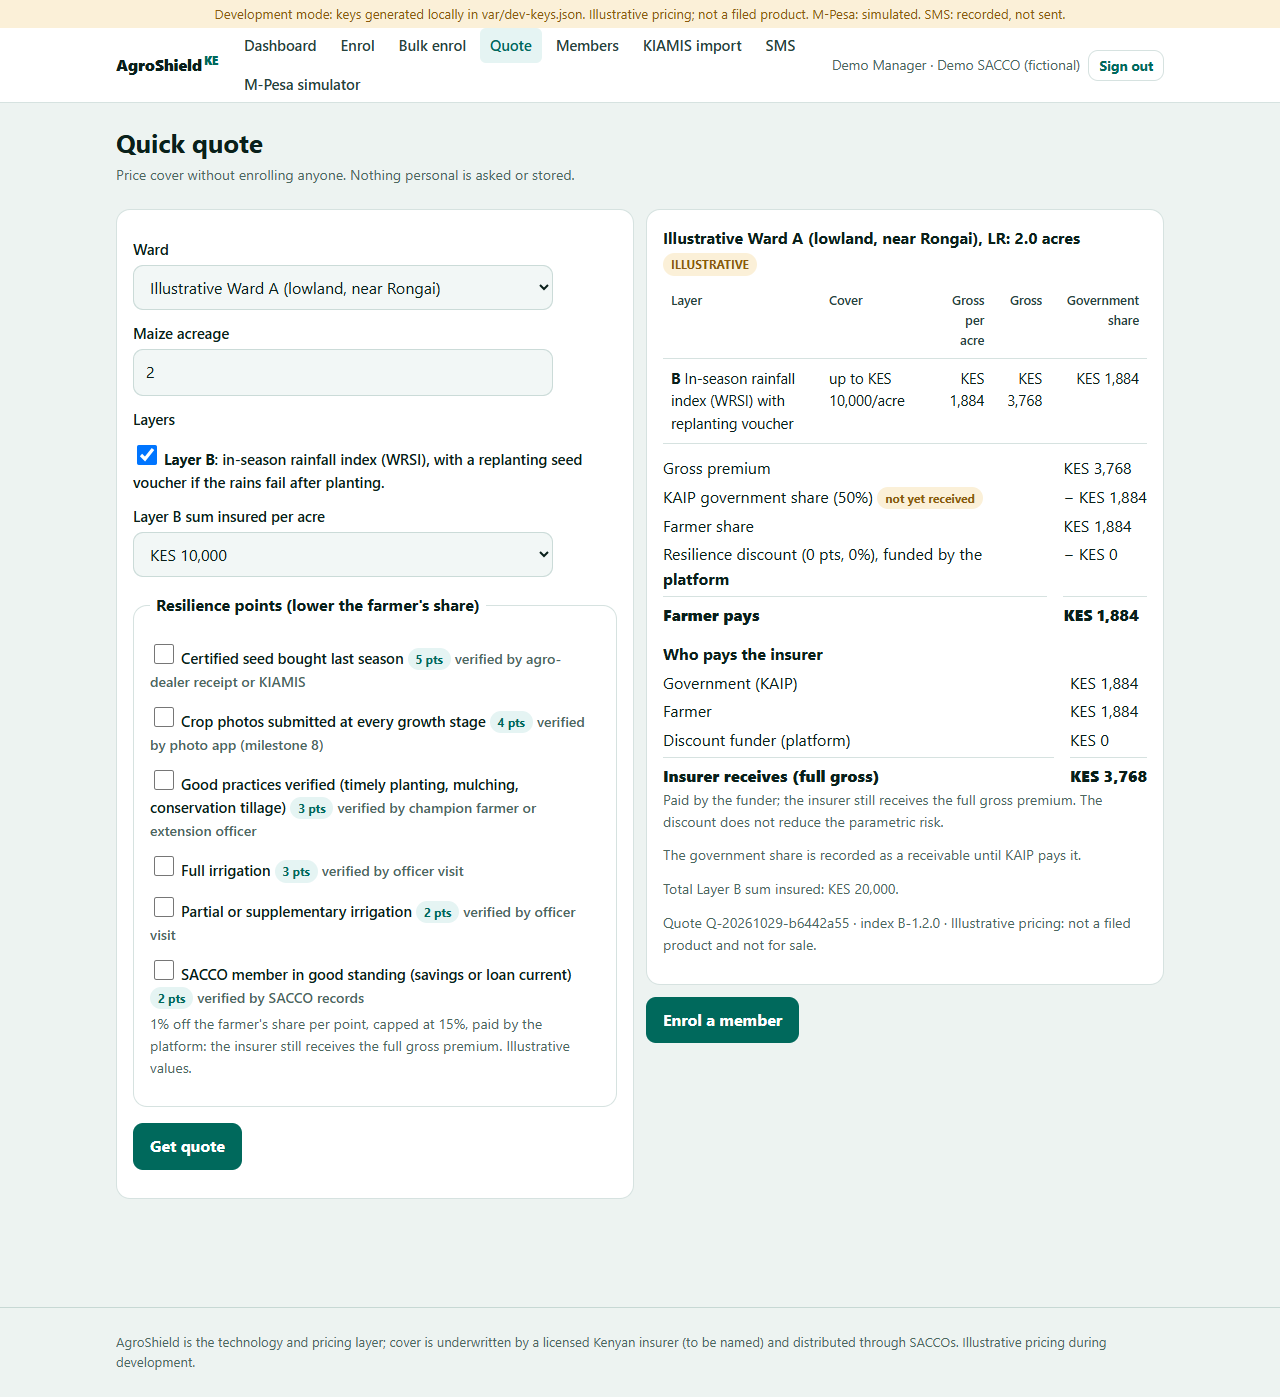 Development mode: keys generated locally in var/dev-keys.json. Illustrative pricing; not a filed product. M-Pesa: simulated. SMS: recorded, not sent.
AgroShield KE
Dashboard Enrol Bulk enrol Quote Members KIAMIS import SMS
M-Pesa simulator
Demo Manager · Demo SACCO (fictional) Sign out
Quick quote
Price cover without enrolling anyone. Nothing personal is asked or stored.
Ward
Illustrative Ward A (lowland, near Rongai)
Maize acreage
2
Layers
Layer B: in-season rainfall index (WRSI), with a replanting seed
voucher if the rains fail after planting.
Layer B sum insured per acre
KES 10,000
Resilience points (lower the farmer's share)
Certified seed bought last season 5 pts verified by agro-
dealer receipt or KIAMIS
Crop photos submitted at every growth stage 4 pts verified
by photo app (milestone 8)
Good practices verified (timely planting, mulching,
conservation tillage) 3 pts verified by champion farmer or
extension officer
Full irrigation 3 pts verified by officer visit
Partial or supplementary irrigation 2 pts verified by officer
visit
SACCO member in good standing (savings or loan current)
2 pts verified by SACCO records
1% off the farmer's share per point, capped at 15%, paid by the
platform: the insurer still receives the full gross premium. Illustrative
values.
Get quote
Illustrative Ward A (lowland, near Rongai), LR: 2.0 acres
ILLUSTRATIVE
Layer Cover Gross per acre Gross Government share
B In-season rainfall up to KES KES KES KES 1,884
index (WRSI) with 10,000/acre 1,884 3,768
replanting voucher
Gross premium KES 3,768
KAIP government share (50%) not yet received − KES 1,884
Farmer share KES 1,884
Resilience discount (0 pts, 0%), funded by the − KES 0
platform
Farmer pays KES 1,884
Who pays the insurer
Government (KAIP) KES 1,884
Farmer KES 1,884
Discount funder (platform) KES 0
Insurer receives (full gross) KES 3,768
Paid by the funder; the insurer still receives the full gross premium. The
discount does not reduce the parametric risk.
The government share is recorded as a receivable until KAIP pays it.
Total Layer B sum insured: KES 20,000.
Quote Q-20261029-b6442a55 · index B-1.2.0 · Illustrative pricing: not a filed
product and not for sale.
Enrol a member
AgroShield is the technology and pricing layer; cover is underwritten by a licensed Kenyan insurer (to be named) and distributed through SACCOs. Illustrative pricing during
development.